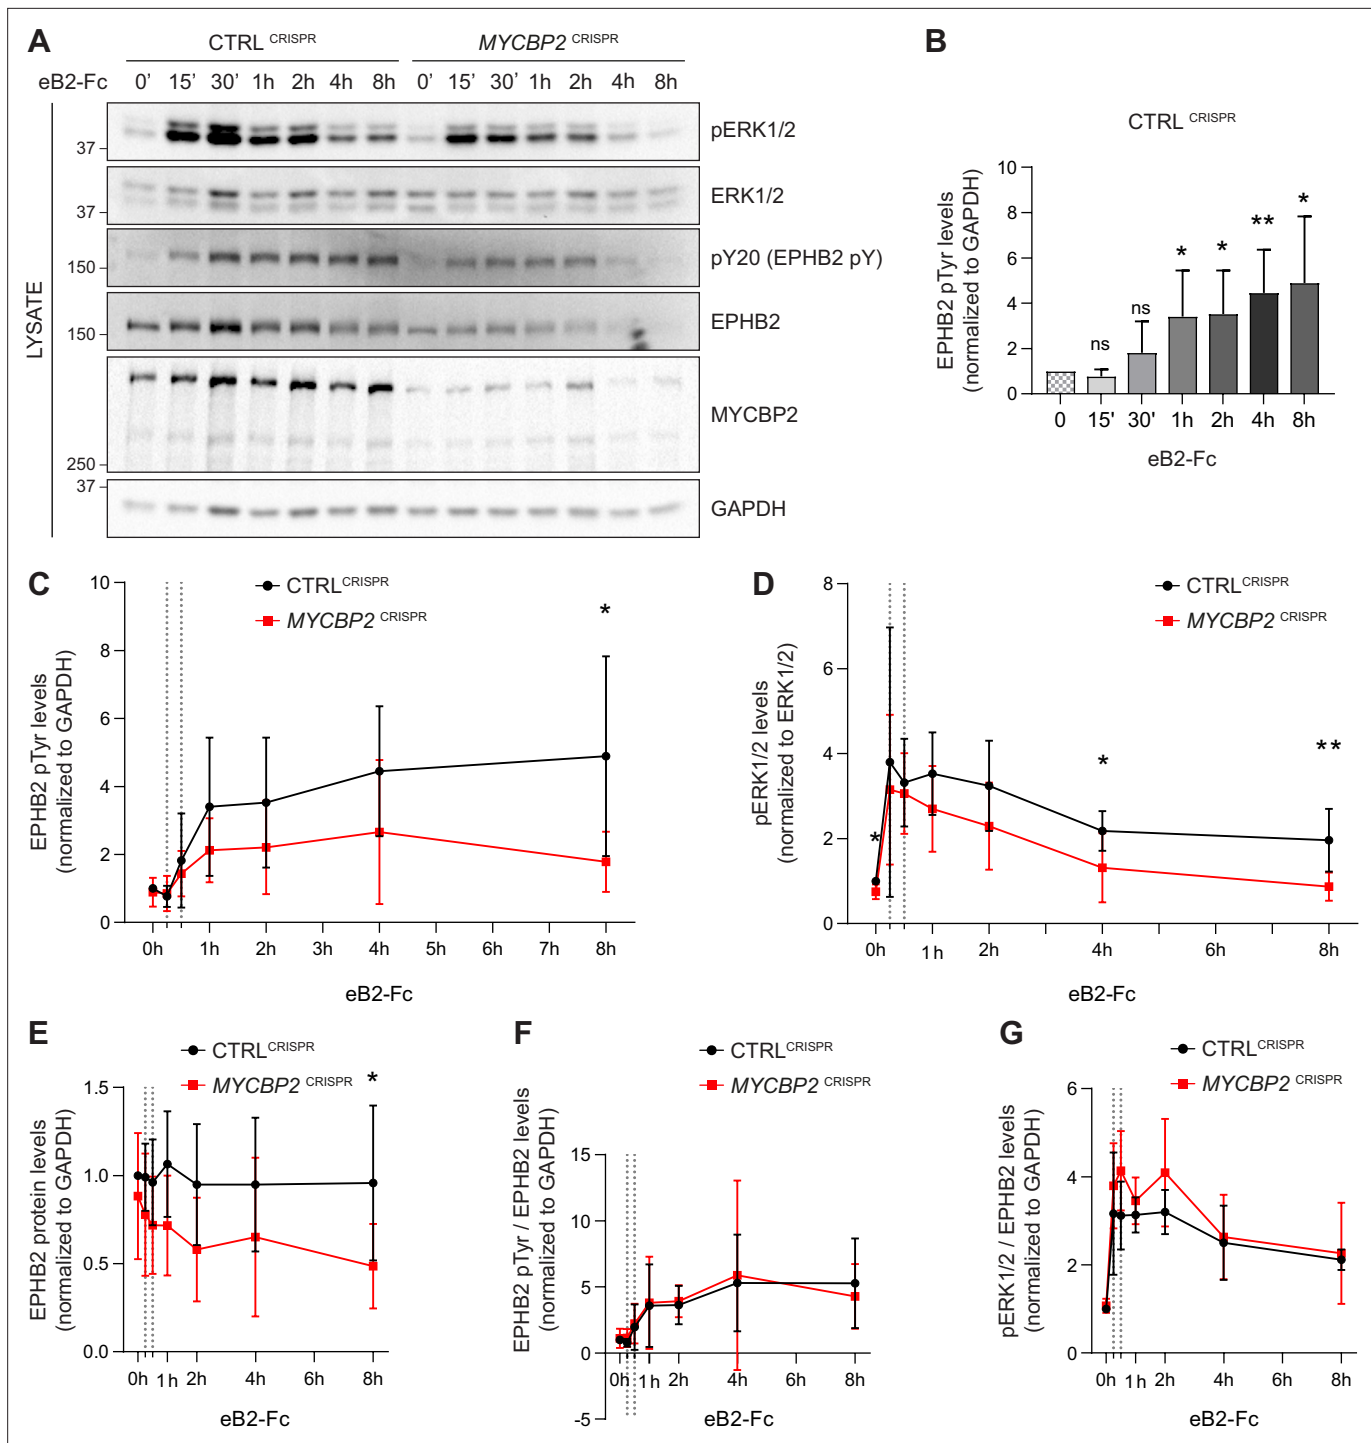 A
CTRL CRISPR
MYCBP2 CRISPR
eB2-Fc 0' 15' 30' 1h 2h 4h 8h 0' 15' 30' 1h 2h 4h 8h
LYSATE
37
pERK1/2
37
ERK1/2
150
pY20 (EPHB2 pY)
150
EPHB2
250
MYCBP2
37
GAPDH
B
CTRL CRISPR
EPHB2 pTyr levels
(normalized to GAPDH)
10
8
6
4
2
0
ns
ns
*
*
**
*
0 15' 30' 1h 2h 4h 8h
eB2-Fc
C
CTRL CRISPR
MYCBP2 CRISPR
EPHB2 pTyr levels
(normalized to GAPDH)
10
8
6
4
2
0
*
0h 1h 2h 3h 4h 5h 6h 7h 8h
eB2-Fc
D
CTRL CRISPR
MYCBP2 CRISPR
pERK1/2 levels
(normalized to ERK1/2)
8
6
4
2
0
*
*
**
0h 1h 2h 4h 6h 8h
eB2-Fc
E
CTRL CRISPR
MYCBP2 CRISPR
EPHB2 protein levels
(normalized to GAPDH)
1.5
1.0
0.5
0.0
*
0h 1h 2h 4h 6h 8h
eB2-Fc
F
CTRL CRISPR
MYCBP2 CRISPR
EPHB2 pTyr / EPHB2 levels
(normalized to GAPDH)
15
10
5
0
-5
0h 1h 2h 4h 6h 8h
eB2-Fc
G
CTRL CRISPR
MYCBP2 CRISPR
pERK1/2 / EPHB2 levels
(normalized to GAPDH)
6
4
2
0
0h 1h 2h 4h 6h 8h
eB2-Fc